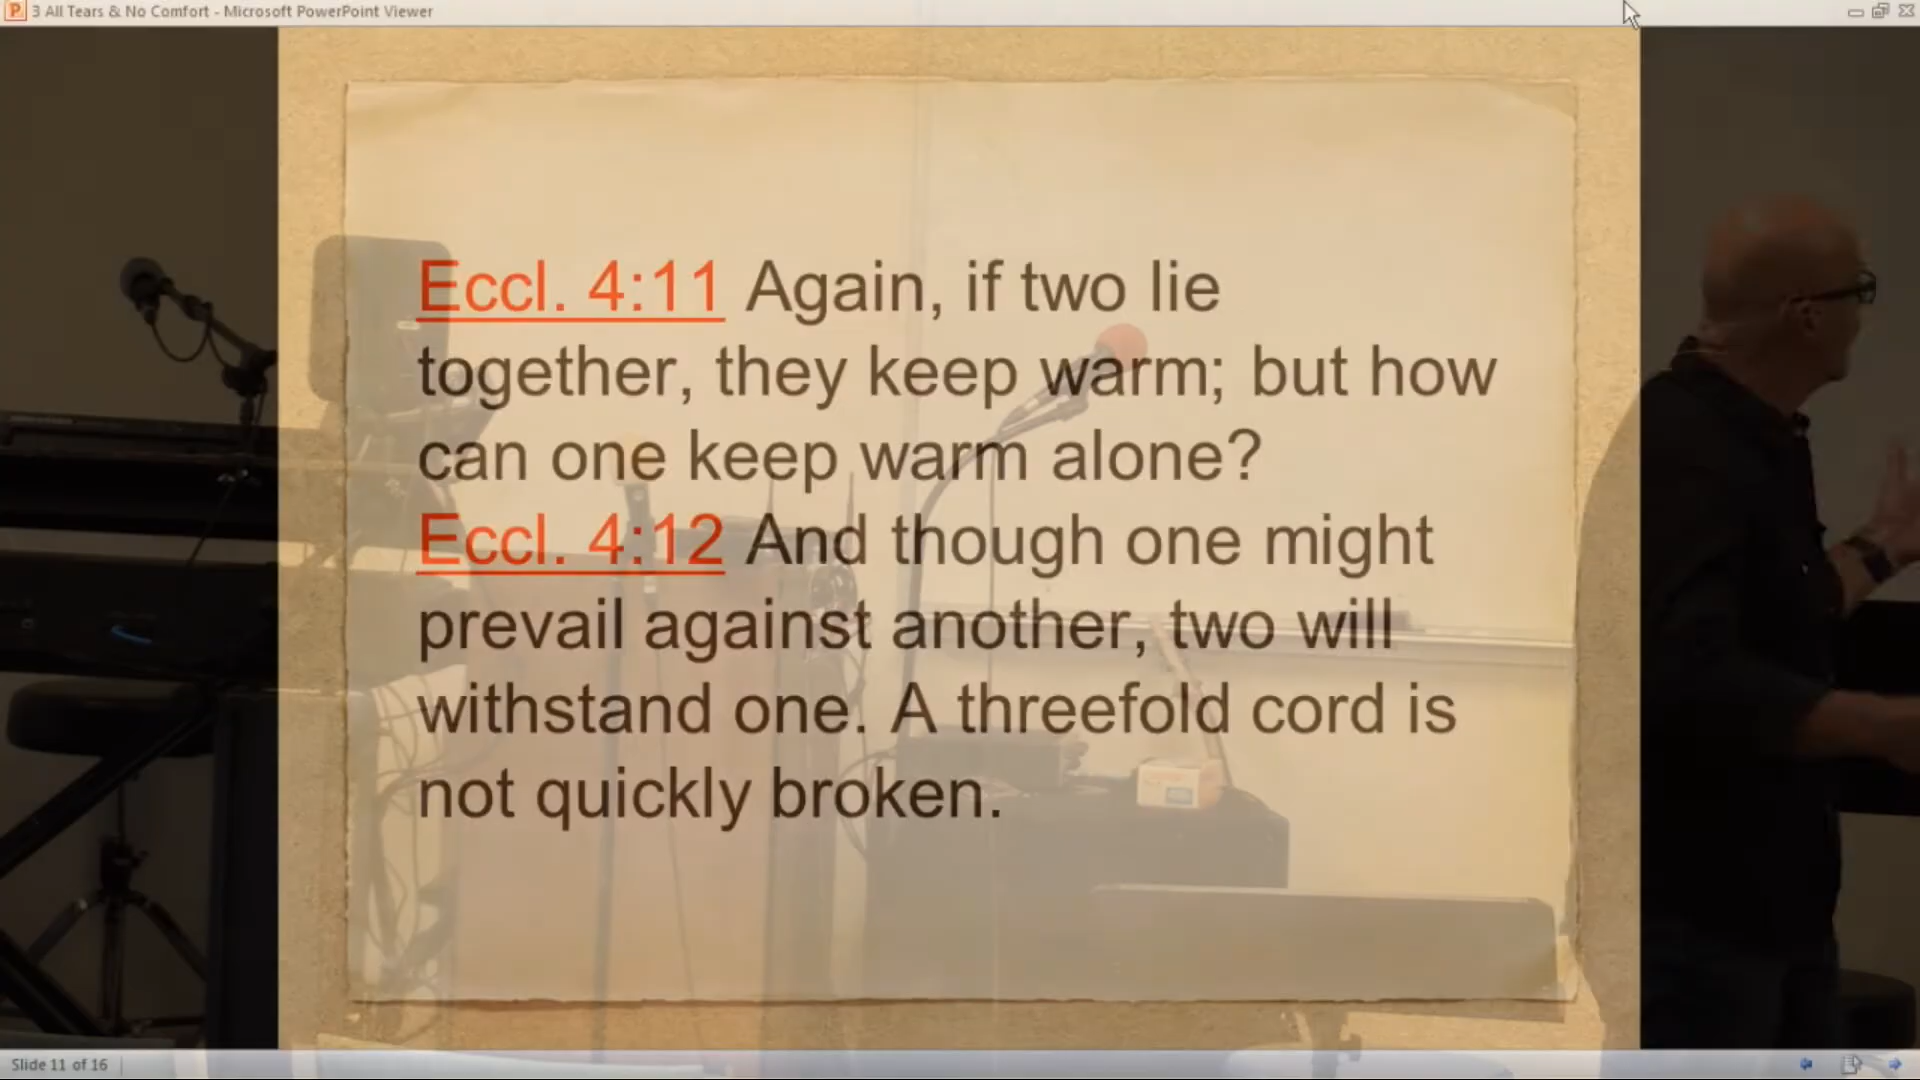 3 All Tears & No Comfort - Microsoft PowerPoint Viewer
Eccl. 4:11 Again, if two lie
together, they keep warm; but how
can one keep warm alone?
Eccl. 4:12 And though one might
prevail against another, two will
withstand one. A threefold cord is
not quickly broken.
Slide 11 of 16